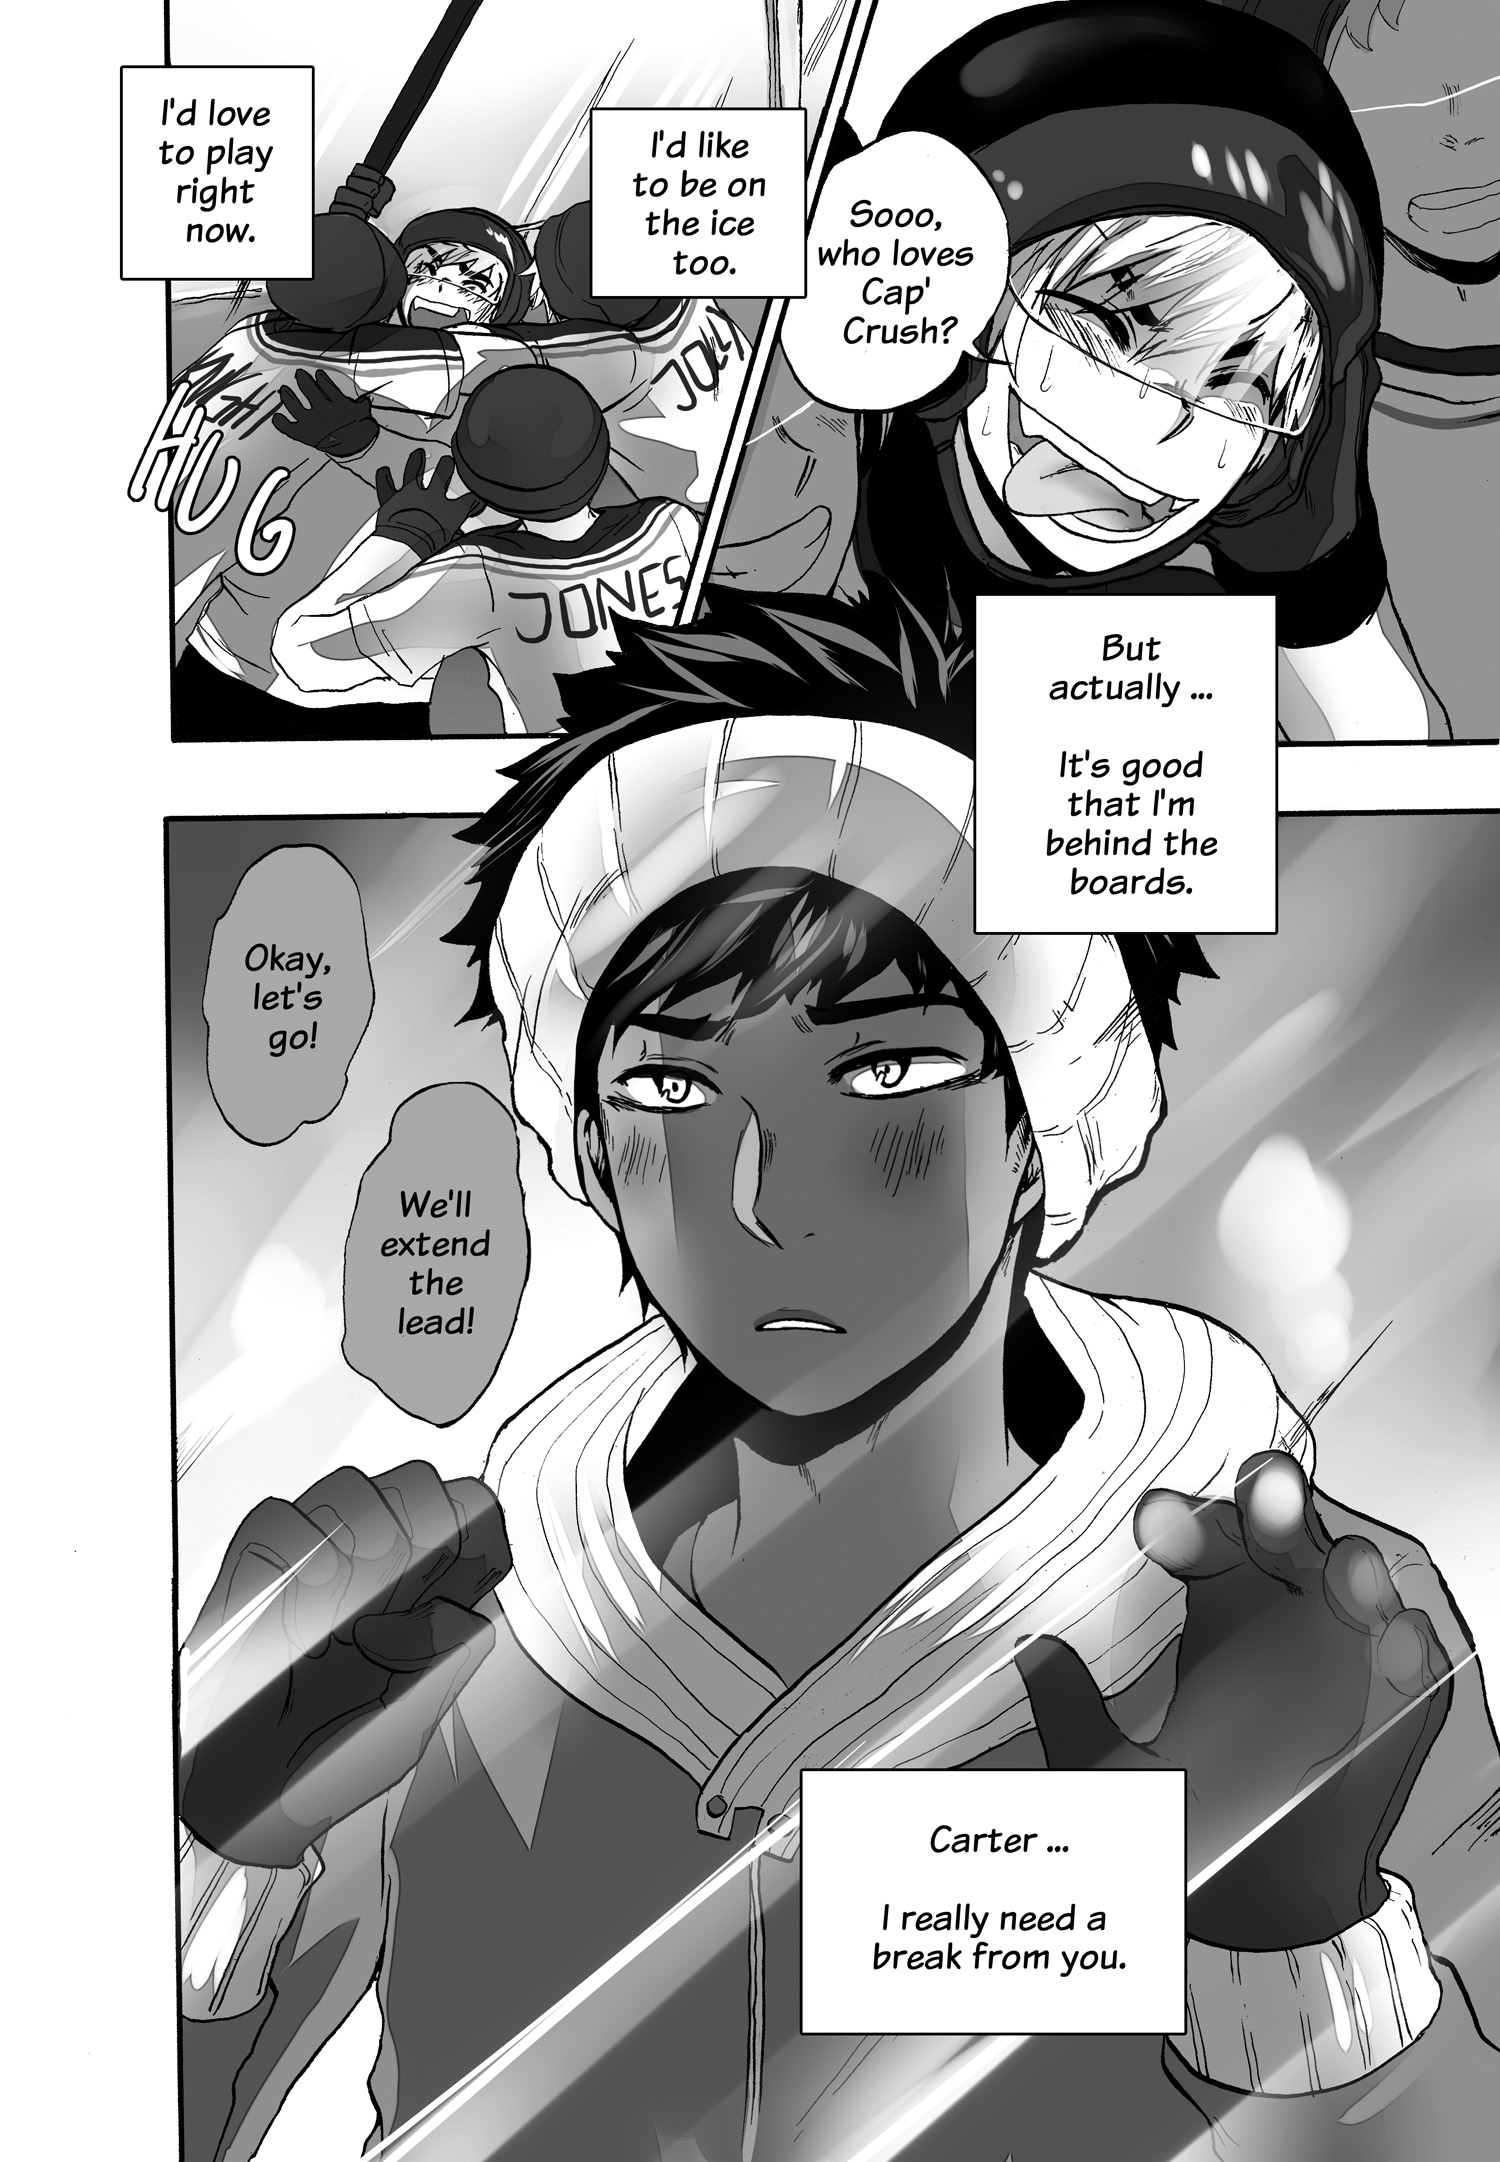 I'd love
to play
right
now.
I'd like
to be on
the ice
too.
HUG
JOLLY
JONES
Sooo,
who loves
Cap'
Crush?
But
actually ...
It's good
that I'm
behind the
boards.
Okay,
let's
go!
We'll
extend
the
lead!
Carter ...
I really need a
break from you.